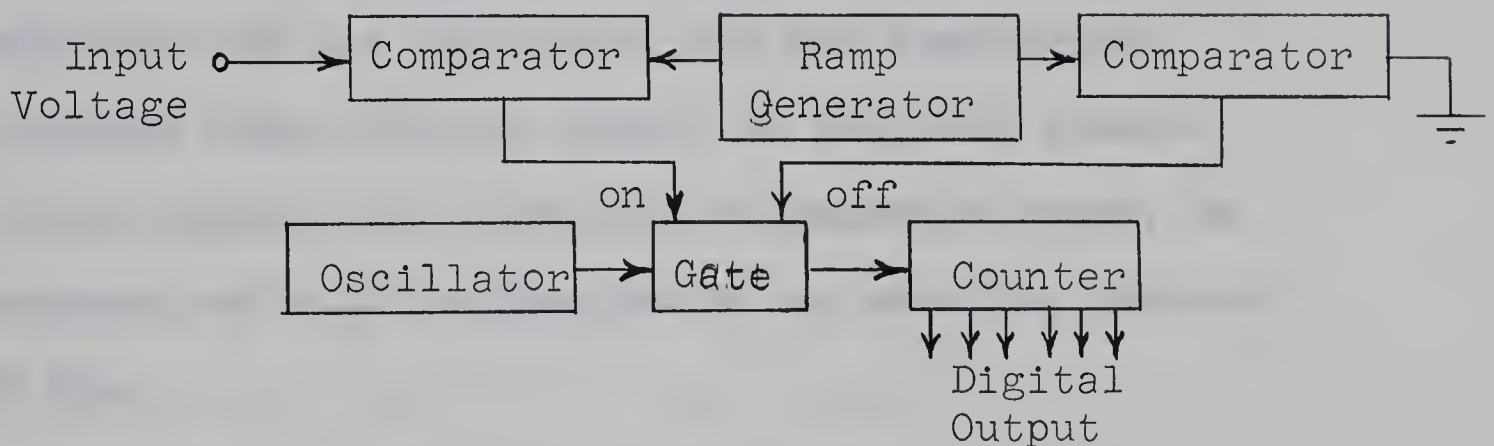 Input
Voltage
Comparator
Ramp
Generator
Comparator
on
off
Oscillator
Gate
Counter
Digital
Output